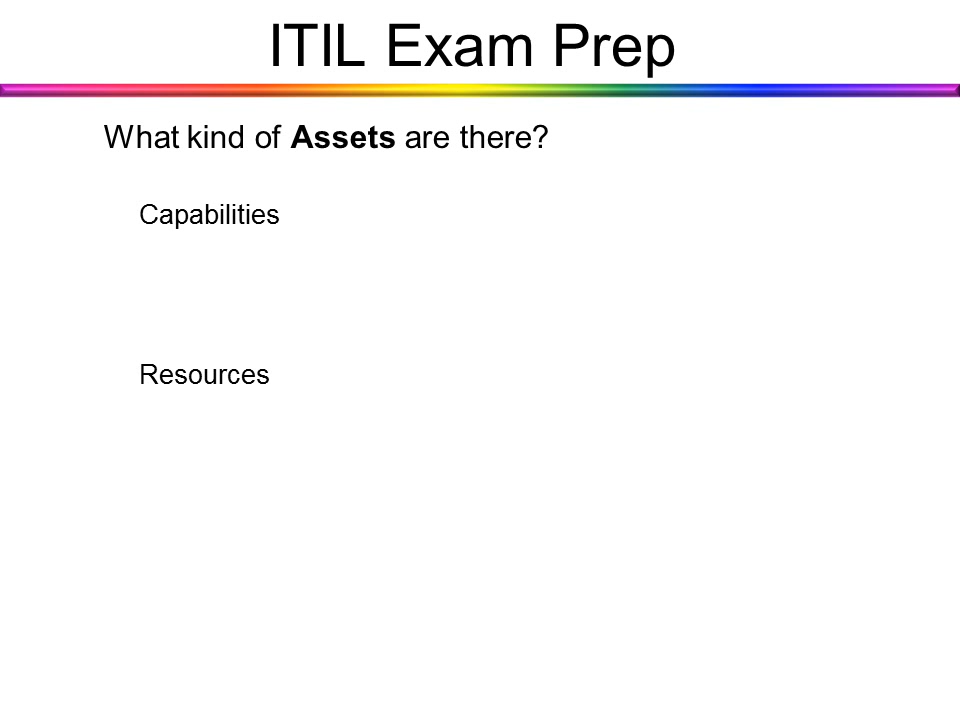 ITIL Exam Prep
What kind of Assets are there?
Capabilities
Resources